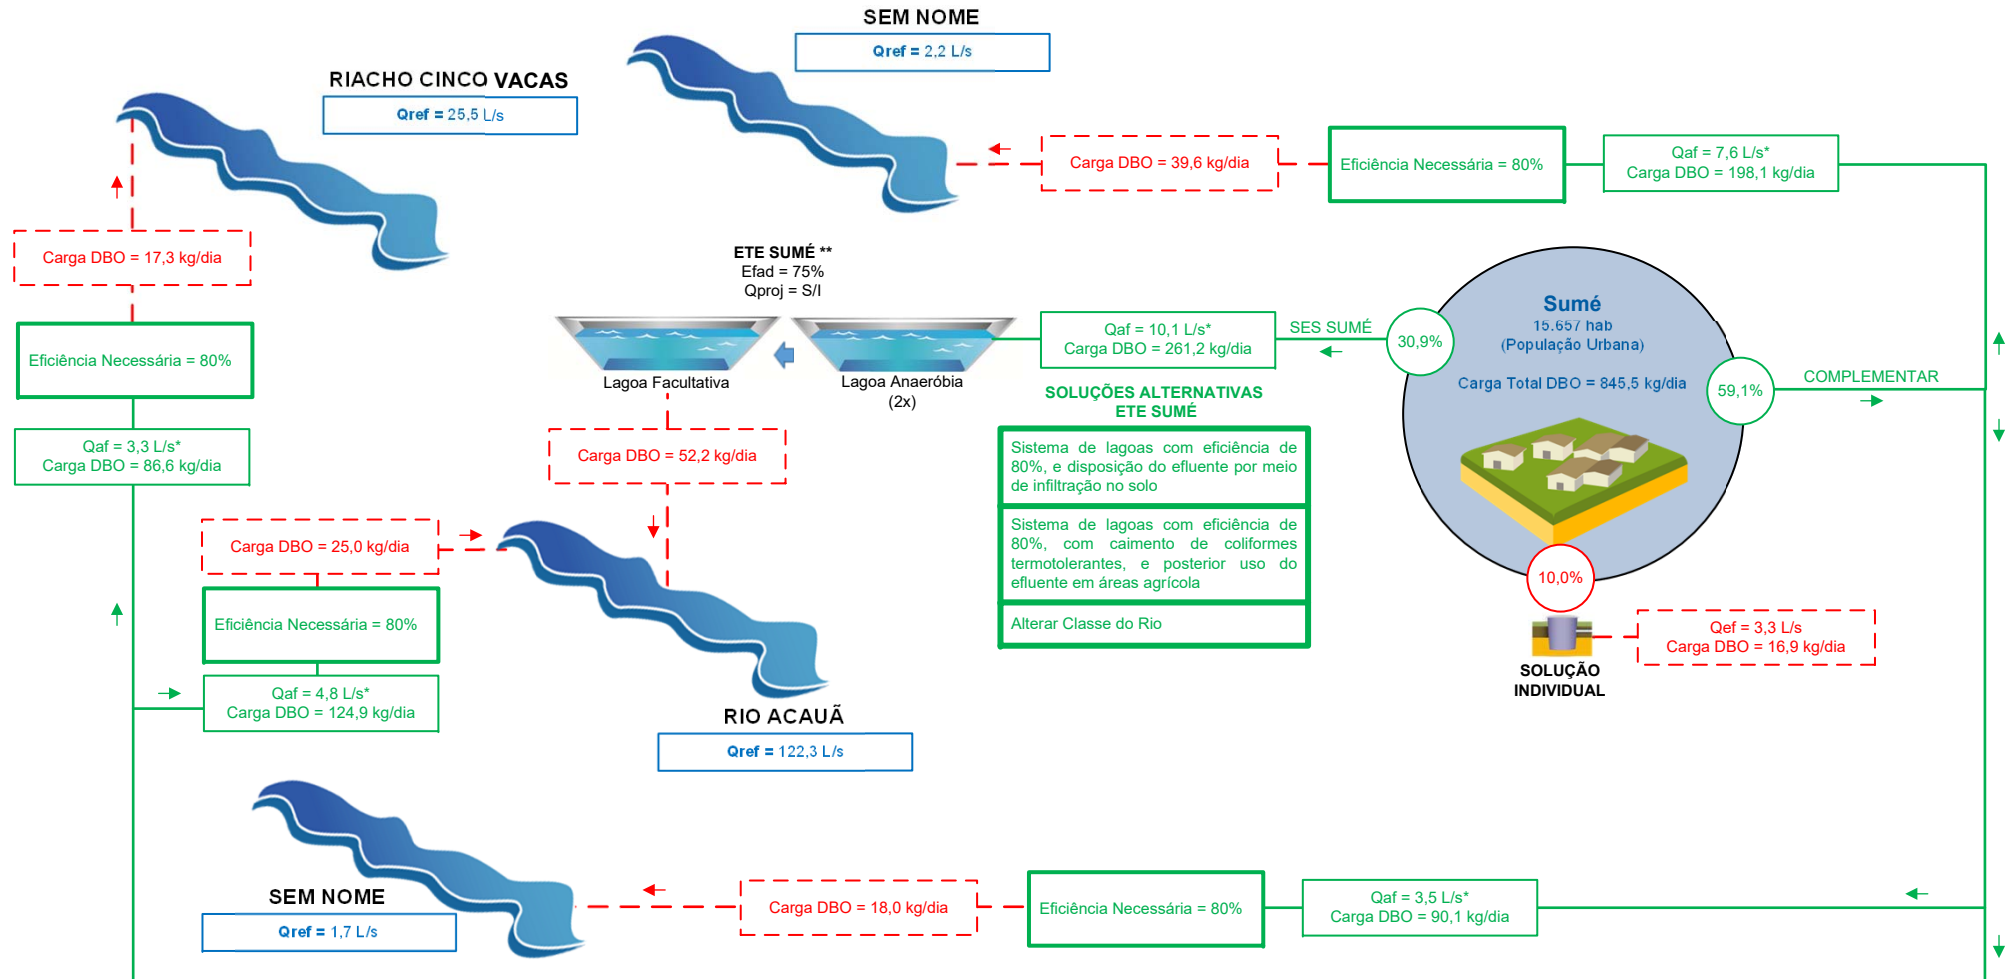 SEM NOME
Qref = 2,2 L/s
RIACHO CINCO VACAS
Qref = 25,5 L/s
Carga DBO = 39,6 kg/dia
Eficiência Necessária = 80%
Qaf = 7,6 L/s*
Carga DBO = 198,1 kg/dia
Carga DBO = 17,3 kg/dia
ETE SUMÉ **
Efad = 75%
Qproj = S/I
Eficiência Necessária = 80%
Lagoa Facultativa
Lagoa Anaeróbia
(2x)
Qaf = 10,1 L/s*
Carga DBO = 261,2 kg/dia
SES SUMÉ
30,9%
Sumé
15.657 hab
(População Urbana)
Carga Total DBO = 845,5 kg/dia
59,1%
COMPLEMENTAR
Qaf = 3,3 L/s*
Carga DBO = 86,6 kg/dia
Carga DBO = 52,2 kg/dia
SOLUÇÕES ALTERNATIVAS
ETE SUMÉ
Sistema de lagoas com eficiência de
80%, e disposição do efluente por meio
de infiltração no solo
Sistema de lagoas com eficiência de
80%, com caimento de coliformes
termotolerantes, e posterior uso do
efluente em áreas agrícola
Alterar Classe do Rio
Carga DBO = 25,0 kg/dia
Eficiência Necessária = 80%
Qaf = 4,8 L/s*
Carga DBO = 124,9 kg/dia
10,0%
SOLUÇÃO
INDIVIDUAL
Qef = 3,3 L/s
Carga DBO = 16,9 kg/dia
RIO ACAUÃ
Qref = 122,3 L/s
SEM NOME
Qref = 1,7 L/s
Carga DBO = 18,0 kg/dia
Eficiência Necessária = 80%
Qaf = 3,5 L/s*
Carga DBO = 90,1 kg/dia